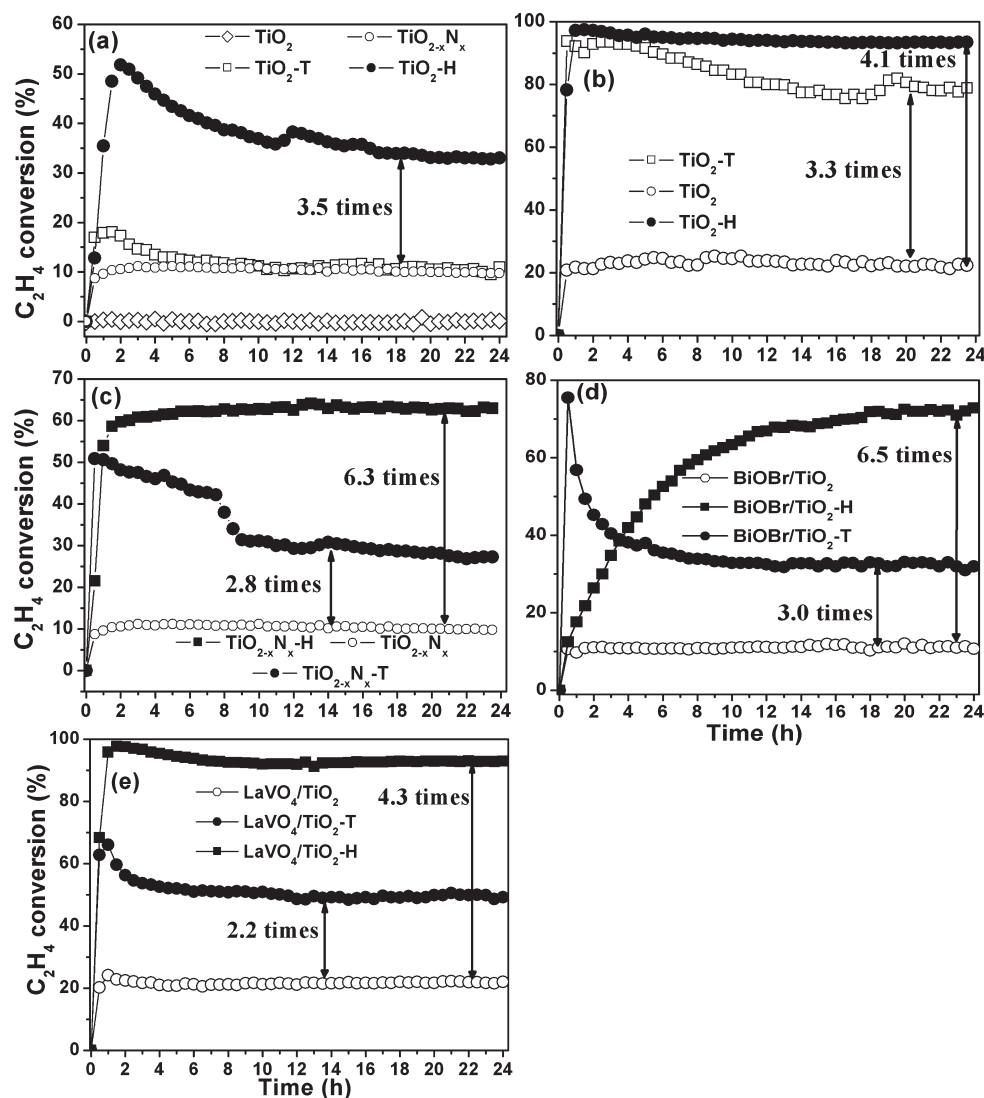 (a)
◇ TiO₂
○ TiO₂₋ₓNₓ
□ TiO₂-T
● TiO₂-H
3.5 times
C₂H₄ conversion (%)
60
50
40
30
20
10
0
0 2 4 6 8 10 11 13 14 16 18 20 22 24
(b)
4.1 times
3.3 times
□ TiO₂-T
○ TiO₂
● TiO₂-H
100
80
60
40
20
0
0 2 4 6 8 10 12 14 16 18 20 22 24
(c)
6.3 times
2.8 times
■ TiO₂₋ₓNₓ-H
○ TiO₂₋ₓNₓ
● TiO₂₋ₓNₓ-T
C₂H₄ conversion (%)
70
60
50
40
30
20
10
0
0 2 4 6 8 10 12 13 14 16 18 20 22 24
(d)
6.5 times
○ BiOBr/TiO₂
■ BiOBr/TiO₂-H
● BiOBr/TiO₂-T
3.0 times
80
60
40
20
0
0 2 4 6 8 10 12 14 16 18 20 22 24
Time (h)
(e)
○ LaVO₄/TiO₂
● LaVO₄/TiO₂-T
■ LaVO₄/TiO₂-H
4.3 times
2.2 times
C₂H₄ conversion (%)
100
80
60
40
20
0
0 2 4 6 8 10 12 13 14 16 18 20 22 24
Time (h)